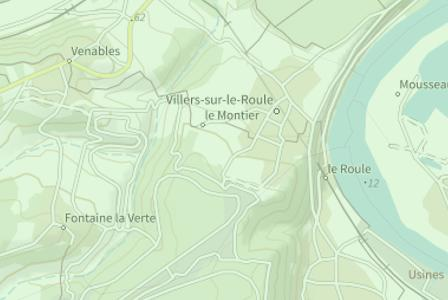 62
Venables
Mousseau
Villers-sur-le-Roule
le Montier
le Roule
12
Fontaine la Verte
Usines